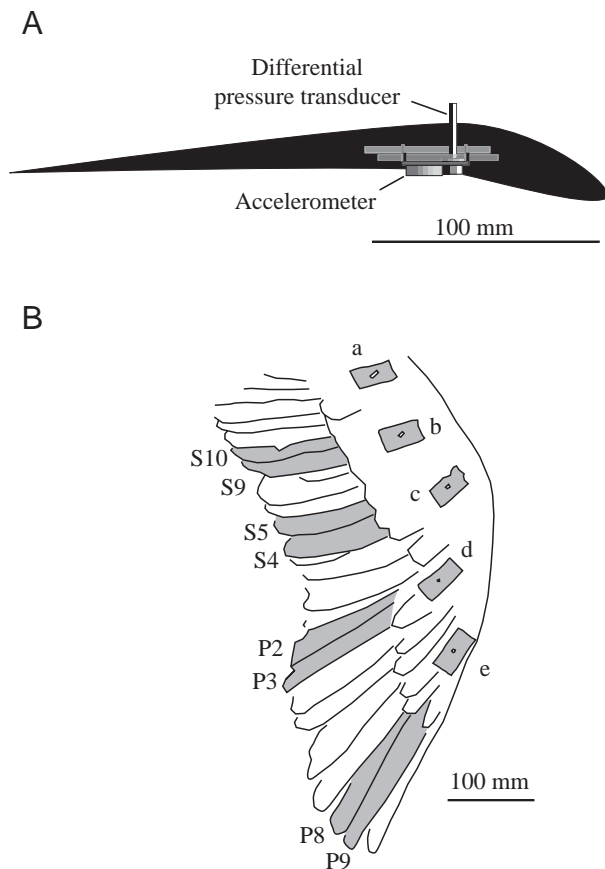 A
Differential
pressure transducer
Accelerometer
100 mm
B
a
b
S10
S9
c
S5
S4
d
P2
P3
e
100 mm
P8
P9